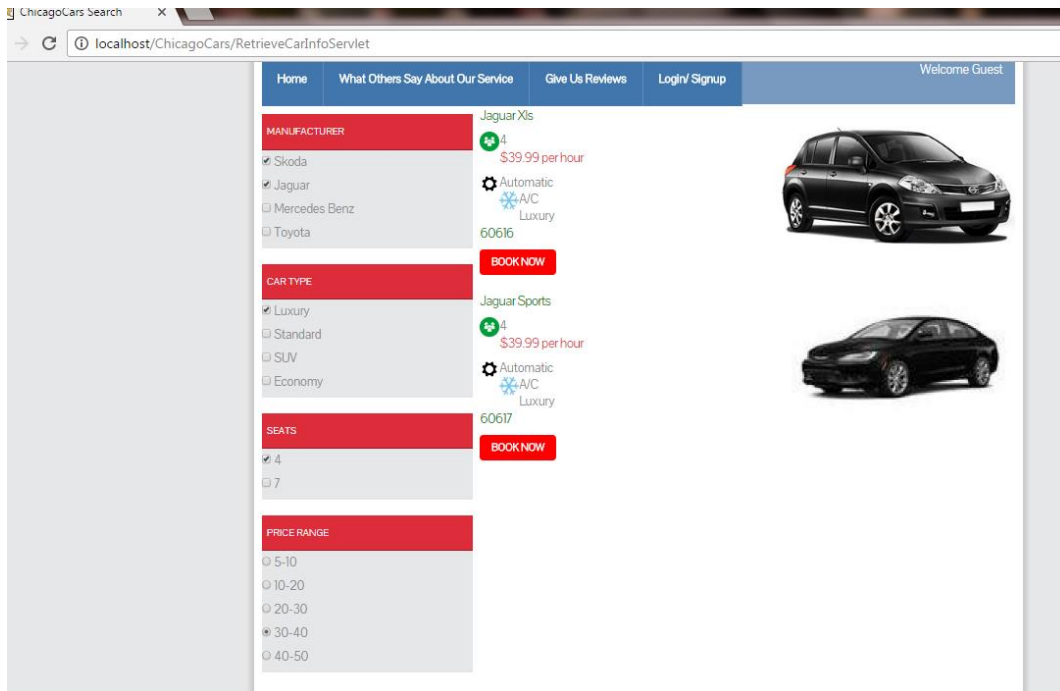 ChicagoCars Search
localhost/ChicagoCars/RetrieveCarInfoServlet
Home What Others Say About Our Service Give Us Reviews Login/ Signup Welcome Guest
MANUFACTURER
Skoda
Jaguar
Mercedes Benz
Toyota
CAR TYPE
Luxury
Standard
SUV
Economy
SEATS
4
7
PRICE RANGE
5-10
10-20
20-30
30-40
40-50
Jaguar Xls
4
$39.99 per hour
Automatic
A/C
Luxury
60616
BOOK NOW
Jaguar Sports
4
$39.99 per hour
Automatic
A/C
Luxury
60617
BOOK NOW